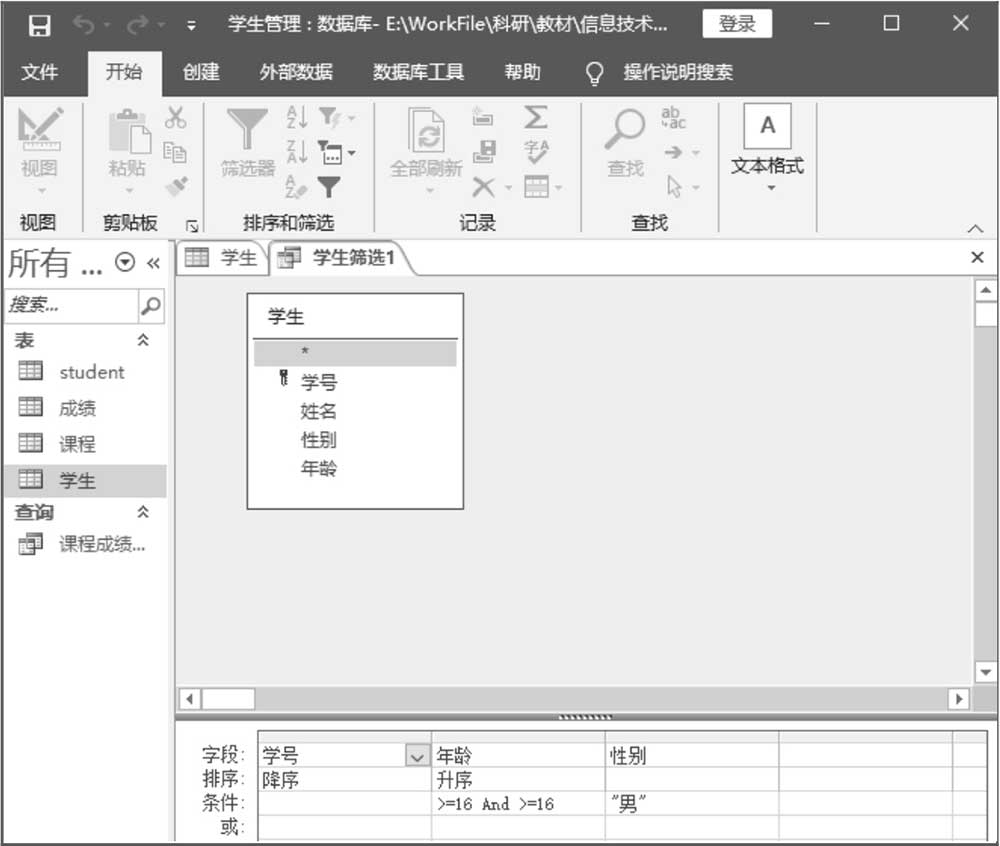 学生管理：数据库- E:\WorkFile\科研\教材\信息技术... 登录
文件 开始 创建 外部数据 数据库工具 帮助 操作说明搜索
视图 粘贴 筛选器 全部刷新 查找 文本格式
视图 剪贴板 排序和筛选 记录 查找
所有 ... 学生 学生筛选1
搜索...
表
student
成绩
课程
学生
查询
课程成绩...
学生
*
学号
姓名
性别
年龄
字段: 学号 年龄 性别
排序: 降序 升序
条件: >=16 And >=16 "男"
或: